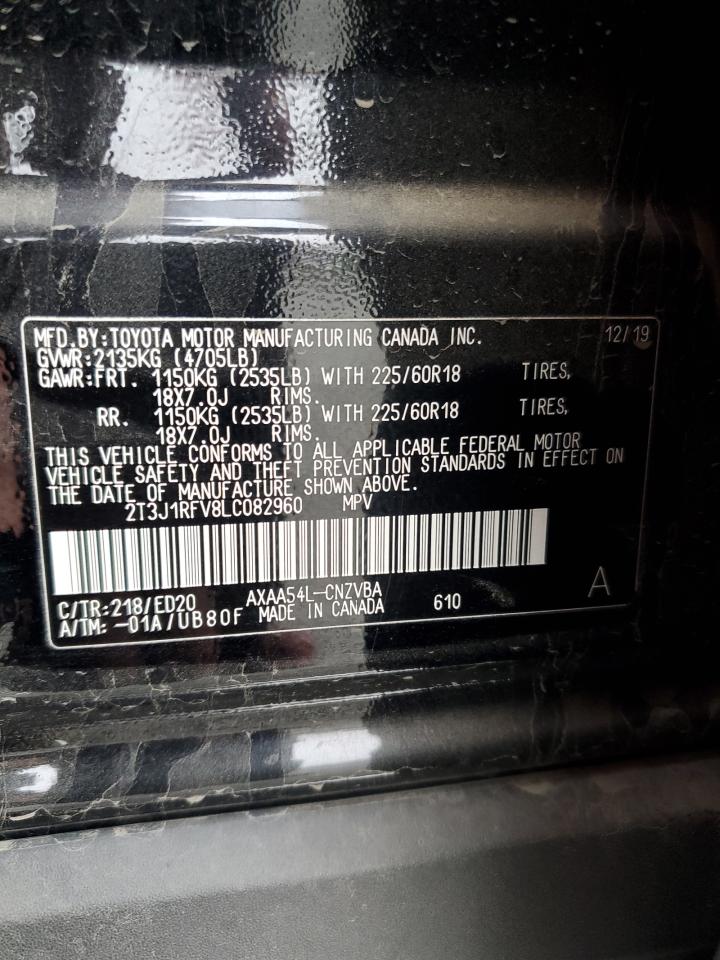 MFD.BY:TOYOTA MOTOR MANUFACTURING CANADA INC. 12/19
GVWR:2135KG (4705LB)
GAWR:FRT. 1150KG (2535LB) WITH 225/60R18 TIRES,
18X7.0J RIMS.
RR. 1150KG (2535LB) WITH 225/60R18 TIRES,
18X7.0J RIMS.
THIS VEHICLE CONFORMS TO ALL APPLICABLE FEDERAL MOTOR
VEHICLE SAFETY AND THEFT PREVENTION STANDARDS IN EFFECT ON
THE DATE OF MANUFACTURE SHOWN ABOVE.
2T3J1RFV8LC082960 MPV
C/TR:218/ED20 AXAA54L-CNZVBA A
A/TM: -01A/UB80F MADE IN CANADA 610